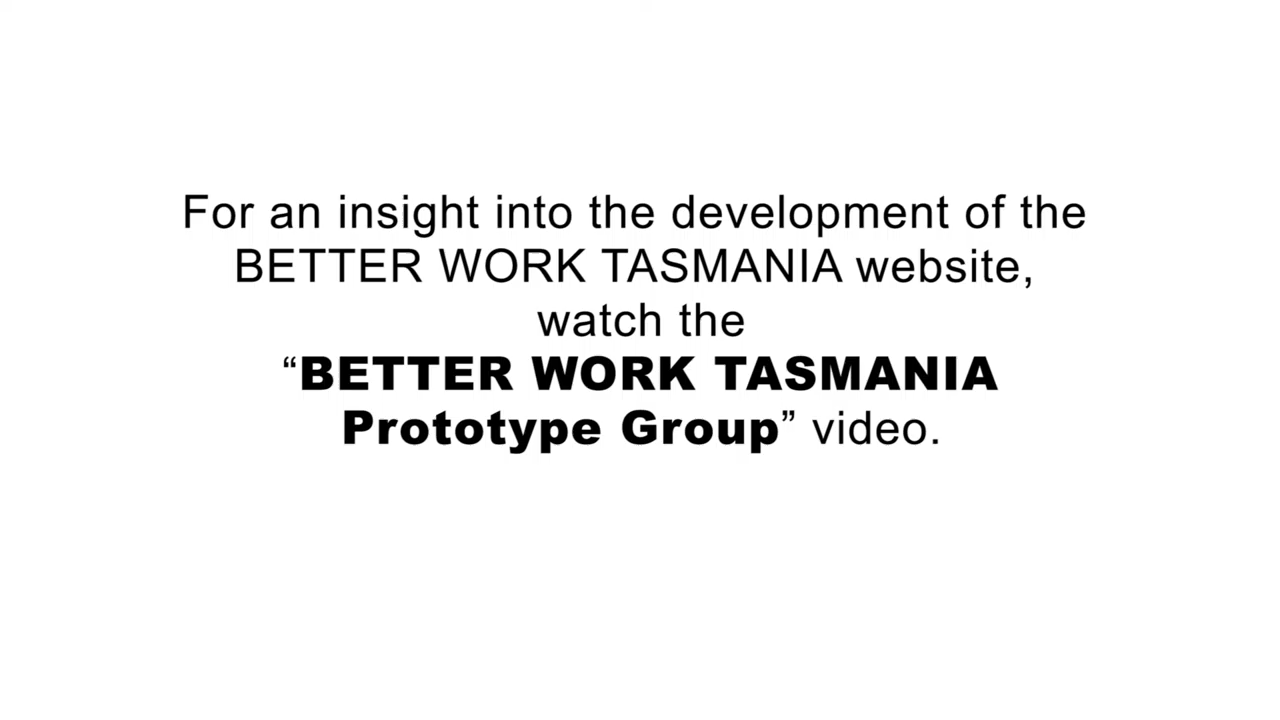 For an insight into the development of the
BETTER WORK TASMANIA website,
watch the
“BETTER WORK TASMANIA
Prototype Group” video.